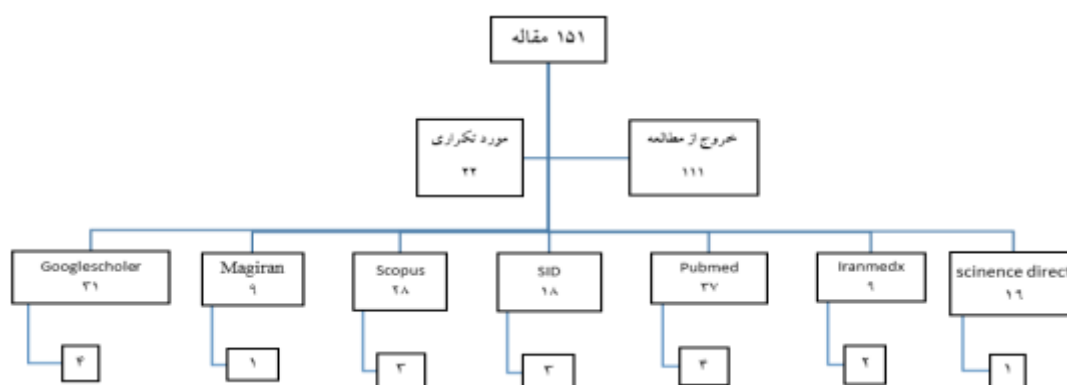 ۱۵۱ مقاله
خروج از مطالعه
۱۱۱
مورد تکراری
۲۲
Googlescholer
۳۱
Magiran
۹
Scopus
۲۸
SID
۱۸
Pubmed
۳۷
Iranmedx
۹
scinence direct
۱۹
۴
۱
۳
۳
۴
۲
۱